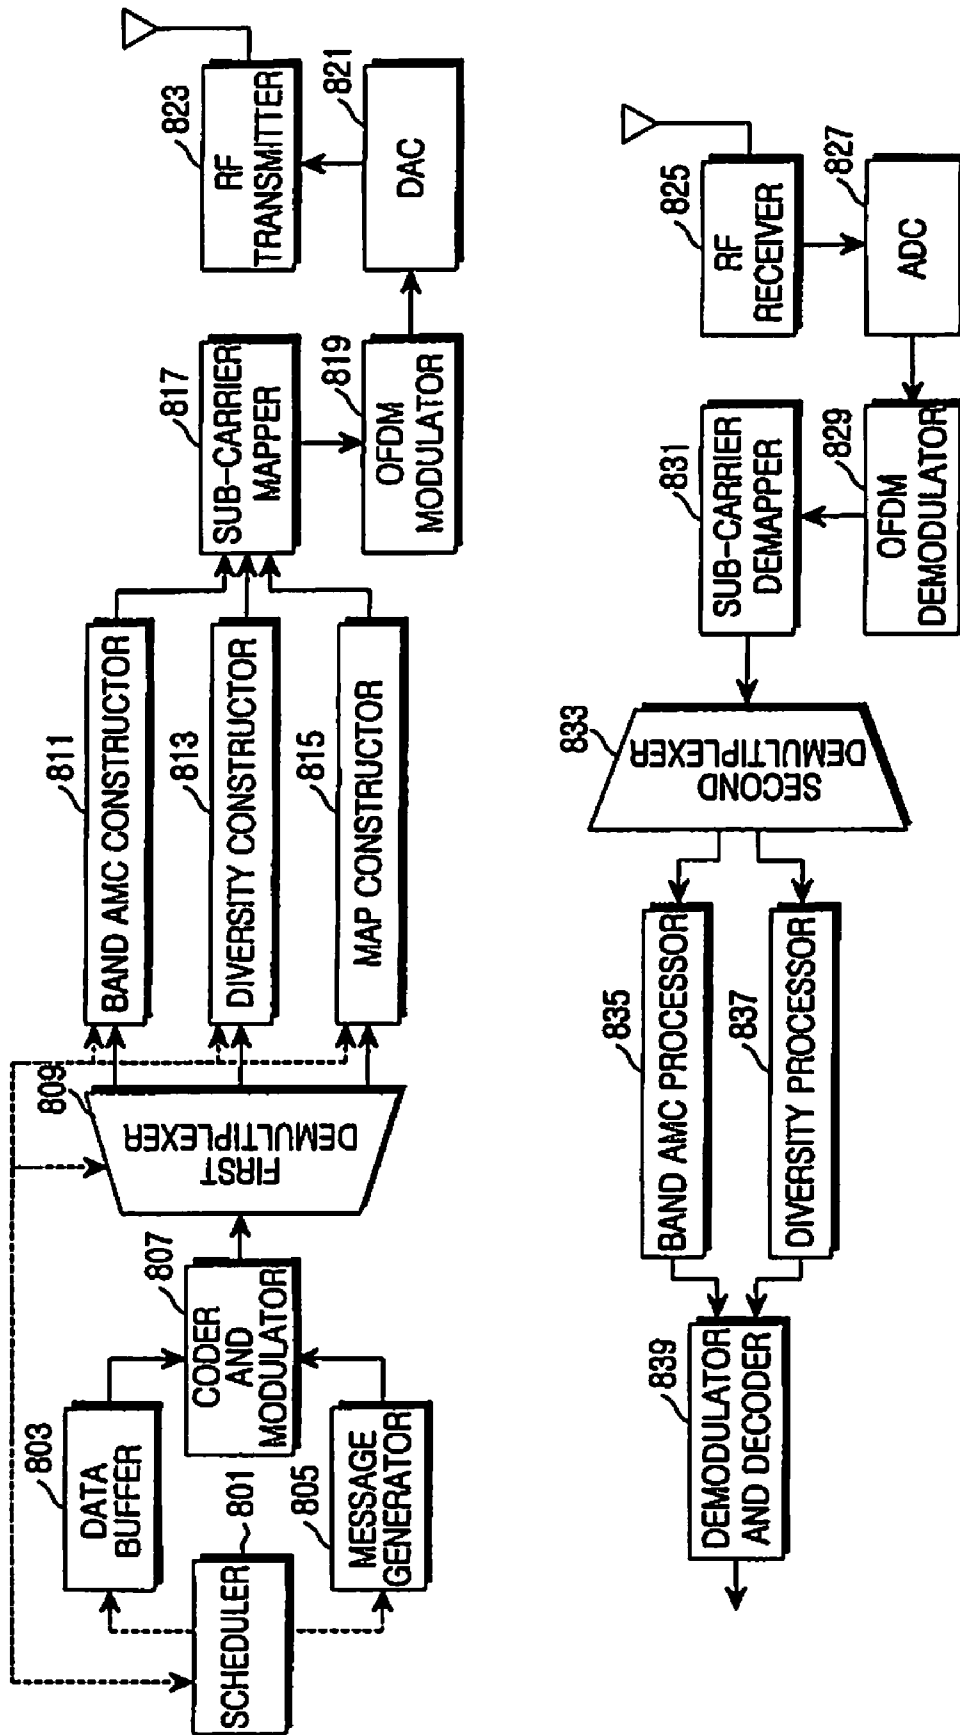 801
SCHEDULER
803
DATA
BUFFER
805
MESSAGE
GENERATOR
807
CODER
AND
MODULATOR
809
FIRST
DEMULTIPLEXER
811
BAND AMC CONSTRUCTOR
813
DIVERSITY CONSTRUCTOR
815
MAP CONSTRUCTOR
817
SUB-CARRIER
MAPPER
819
OFDM
MODULATOR
821
DAC
823
RF
TRANSMITTER
825
RF
RECEIVER
827
ADC
829
OFDM
DEMODULATOR
831
SUB-CARRIER
DEMAPPER
833
SECOND
DEMULTIPLEXER
835
BAND AMC PROCESSOR
837
DIVERSITY PROCESSOR
839
DEMODULATOR
AND DECODER